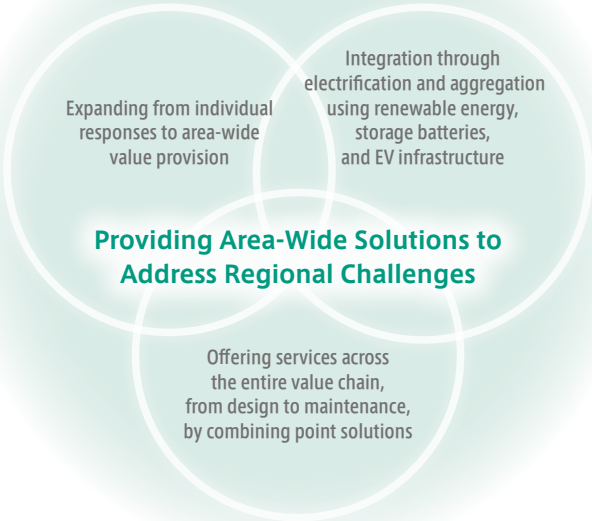 Expanding from individual
responses to area-wide
value provision
Integration through
electrification and aggregation
using renewable energy,
storage batteries,
and EV infrastructure
Providing Area-Wide Solutions to
Address Regional Challenges
Offering services across
the entire value chain,
from design to maintenance,
by combining point solutions